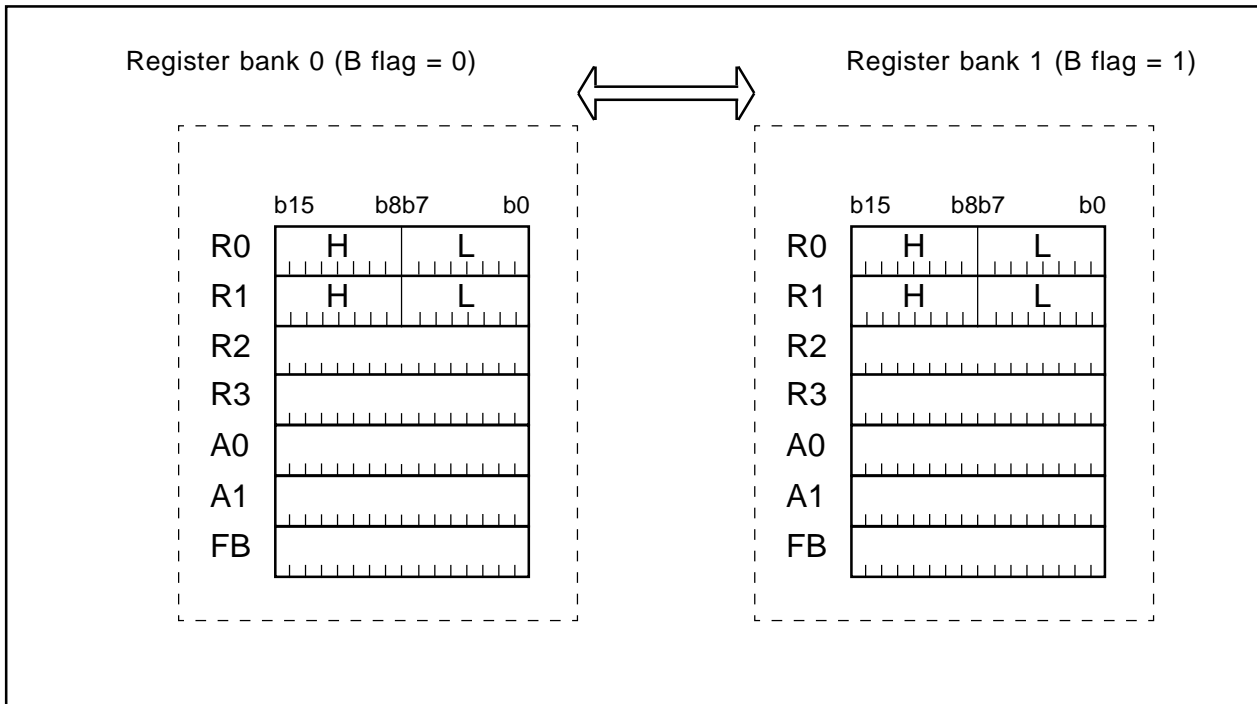 Register bank 0 (B flag = 0)
Register bank 1 (B flag = 1)
b15 b8b7 b0
R0 H L
R1 H L
R2
R3
A0
A1
FB
b15 b8b7 b0
R0 H L
R1 H L
R2
R3
A0
A1
FB